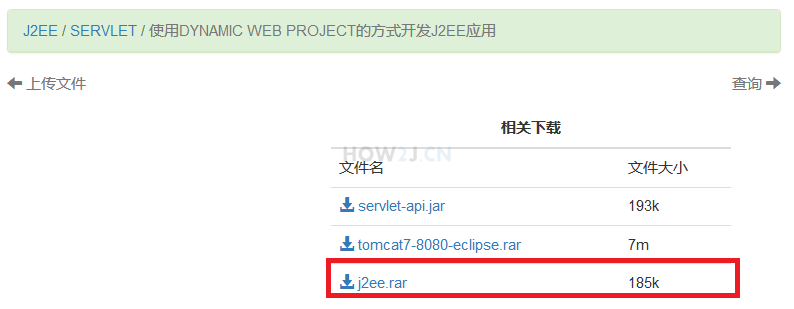 J2EE / SERVLET / 使用DYNAMIC WEB PROJECT的方式开发J2EE应用
上传文件 查询
相关下载
HOW2J.CN
文件名 文件大小
servlet-api.jar 193k
tomcat7-8080-eclipse.rar 7m
j2ee.rar 185k